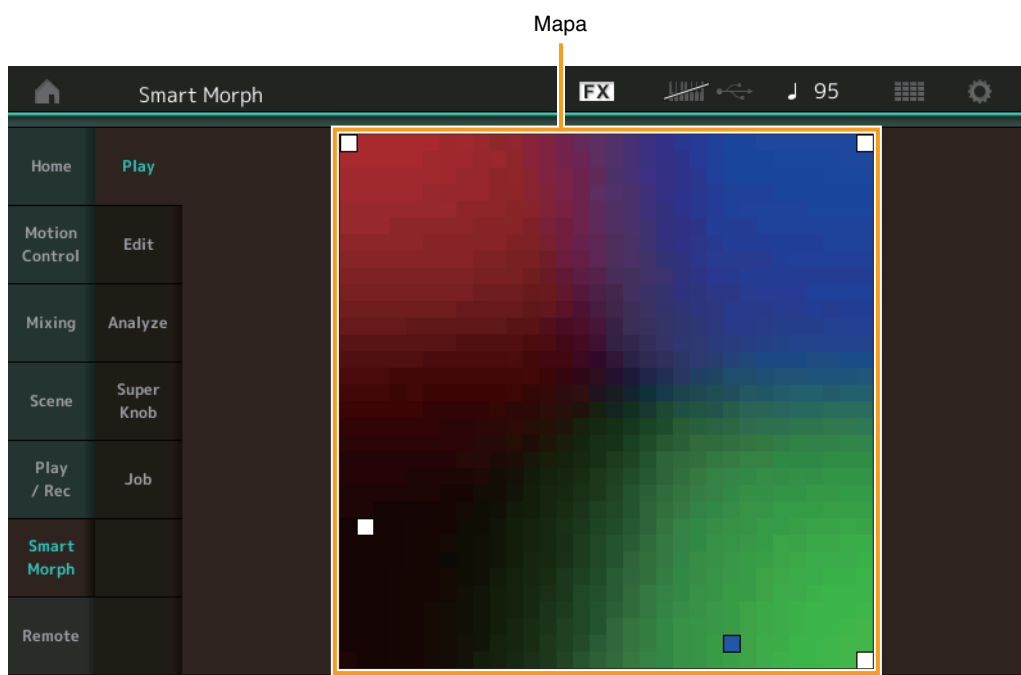 Mapa
Smart Morph
FX
95
Home
Play
Motion
Control
Edit
Mixing
Analyze
Scene
Super
Knob
Play
/ Rec
Job
Smart
Morph
Remote